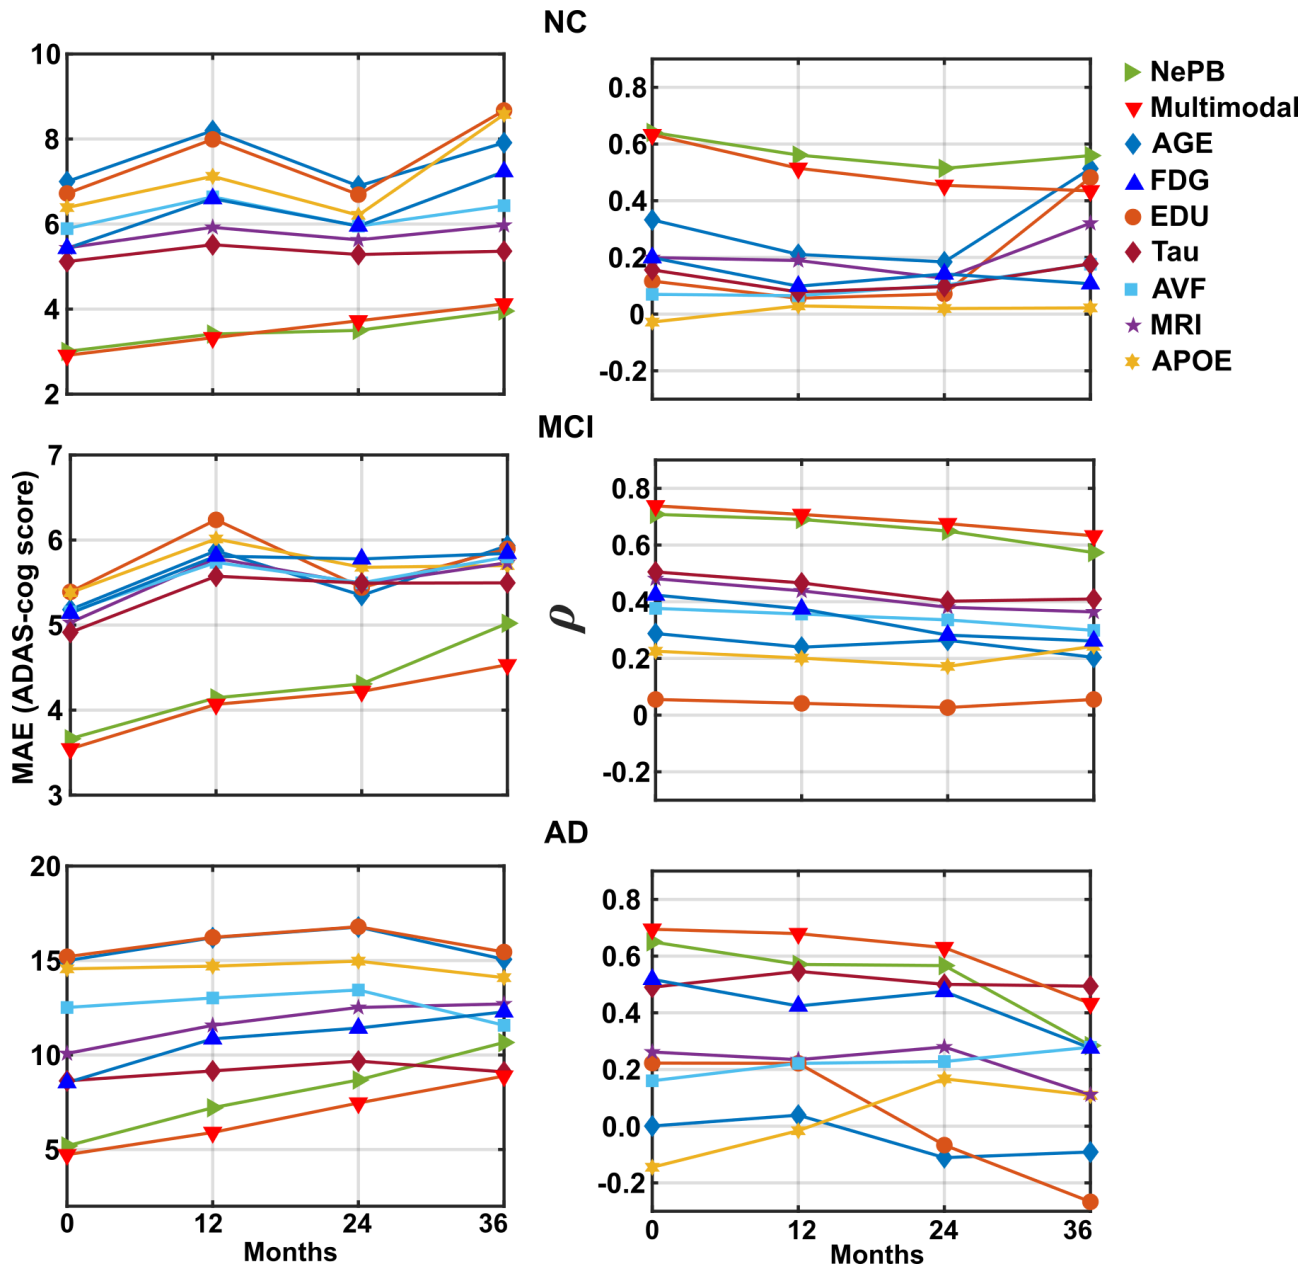 NC
10
8
6
4
2
0.8
0.6
0.4
0.2
0
-0.2
NePB
Multimodal
AGE
FDG
EDU
Tau
AVF
MRI
APOE
MCI
MAE (ADAS-cog score)
7
6
5
4
3
ρ
0.8
0.6
0.4
0.2
0
-0.2
AD
20
15
10
5
0 12 24 36
Months
0.8
0.6
0.4
0.2
0.0
-0.2
0 12 24 36
Months